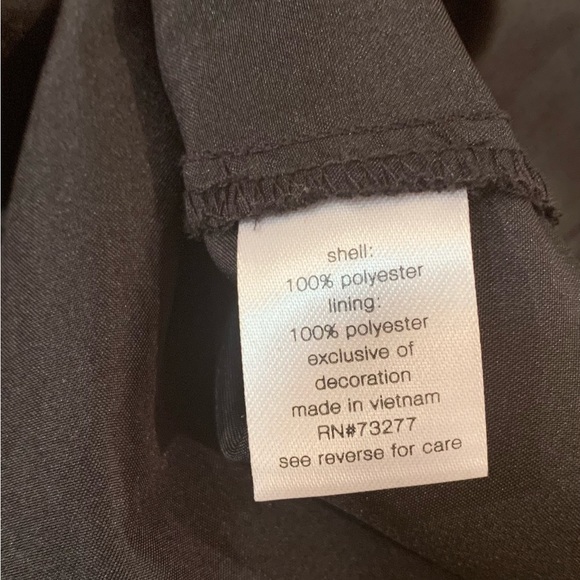 shell:
100% polyester
lining:
100% polyester
exclusive of
decoration
made in vietnam
RN#73277
see reverse for care